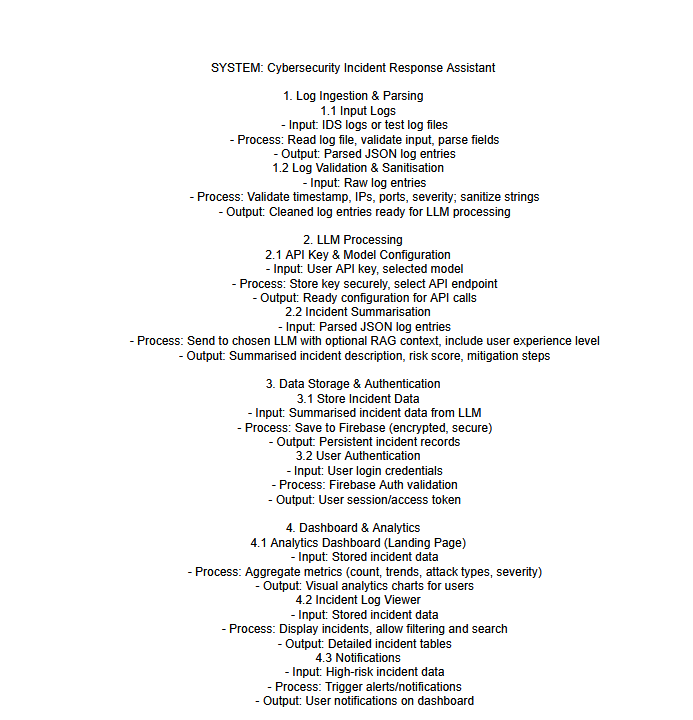 SYSTEM: Cybersecurity Incident Response Assistant
1. Log Ingestion & Parsing
1.1 Input Logs
- Input: IDS logs or test log files
- Process: Read log file, validate input, parse fields
- Output: Parsed JSON log entries
1.2 Log Validation & Sanitisation
- Input: Raw log entries
- Process: Validate timestamp, IPs, ports, severity; sanitize strings
- Output: Cleaned log entries ready for LLM processing
2. LLM Processing
2.1 API Key & Model Configuration
- Input: User API key, selected model
- Process: Store key securely, select API endpoint
- Output: Ready configuration for API calls
2.2 Incident Summarisation
- Input: Parsed JSON log entries
- Process: Send to chosen LLM with optional RAG context, include user experience level
- Output: Summarised incident description, risk score, mitigation steps
3. Data Storage & Authentication
3.1 Store Incident Data
- Input: Summarised incident data from LLM
- Process: Save to Firebase (encrypted, secure)
- Output: Persistent incident records
3.2 User Authentication
- Input: User login credentials
- Process: Firebase Auth validation
- Output: User session/access token
4. Dashboard & Analytics
4.1 Analytics Dashboard (Landing Page)
- Input: Stored incident data
- Process: Aggregate metrics (count, trends, attack types, severity)
- Output: Visual analytics charts for users
4.2 Incident Log Viewer
- Input: Stored incident data
- Process: Display incidents, allow filtering and search
- Output: Detailed incident tables
4.3 Notifications
- Input: High-risk incident data
- Process: Trigger alerts/notifications
- Output: User notifications on dashboard